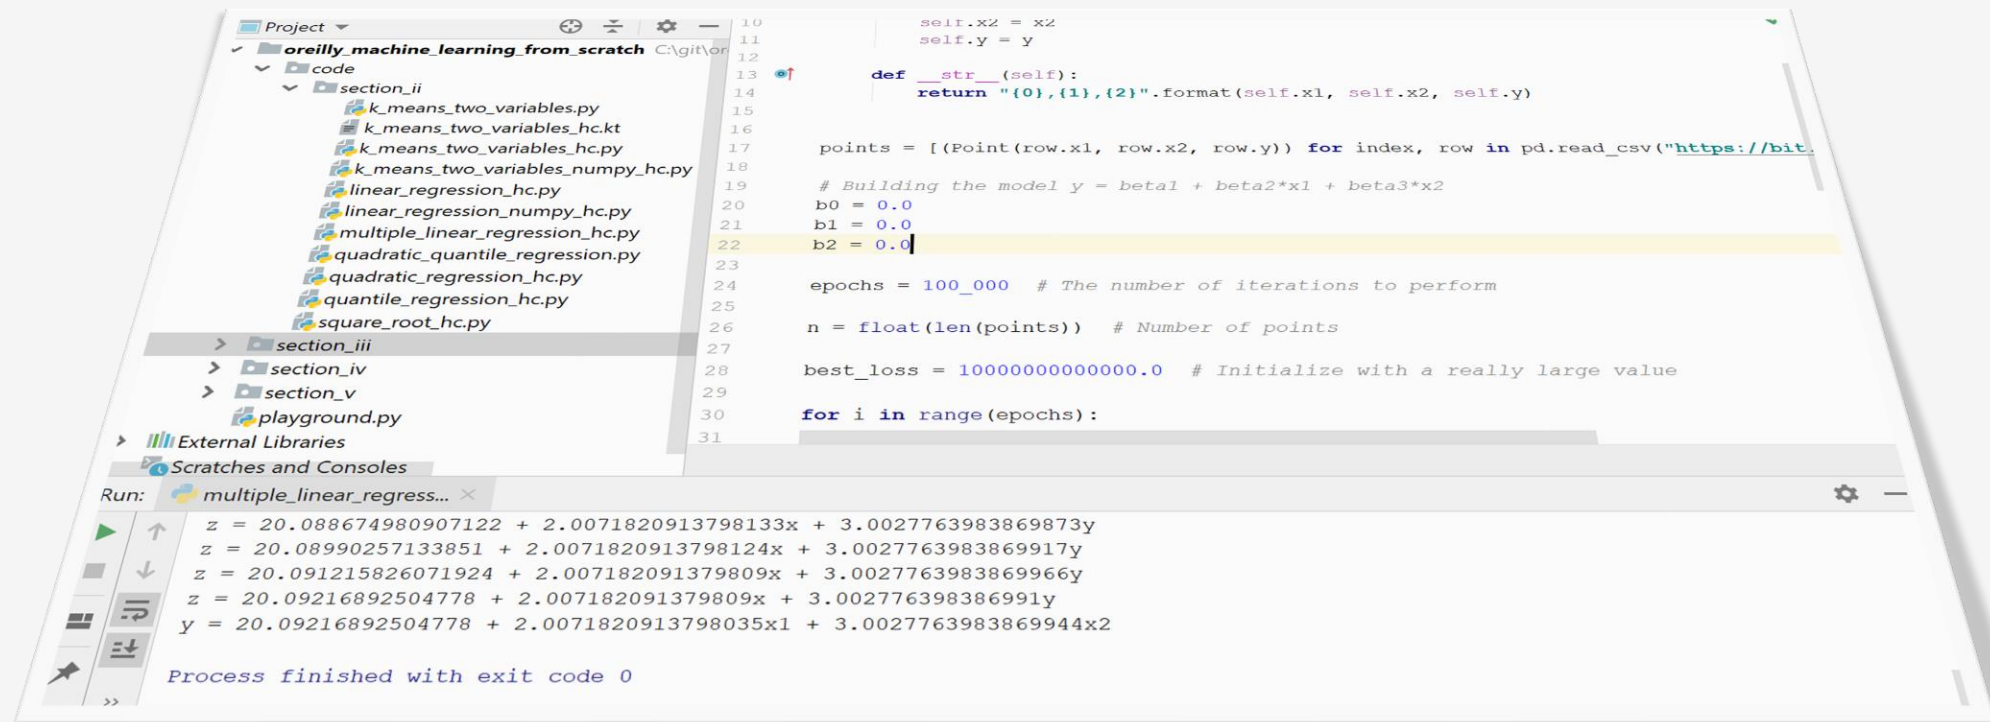 Project
oreilly_machine_learning_from_scratch C:\git\or
code
section_ii
k_means_two_variables.py
k_means_two_variables_hc.kt
k_means_two_variables_hc.py
k_means_two_variables_numpy_hc.py
linear_regression_hc.py
linear_regression_numpy_hc.py
multiple_linear_regression_hc.py
quadratic_quantile_regression.py
quadratic_regression_hc.py
quantile_regression_hc.py
square_root_hc.py
section_iii
section_iv
section_v
playground.py
External Libraries
Scratches and Consoles
10 self.x2 = x2
11 self.y = y
12
13 def __str__(self):
14 return "{0},{1},{2}".format(self.x1, self.x2, self.y)
15
16
17 points = [(Point(row.x1, row.x2, row.y)) for index, row in pd.read_csv("https://bit.
18
19 # Building the model y = beta1 + beta2*x1 + beta3*x2
20 b0 = 0.0
21 b1 = 0.0
22 b2 = 0.0
23
24 epochs = 100_000 # The number of iterations to perform
25
26 n = float(len(points)) # Number of points
27
28 best_loss = 10000000000000.0 # Initialize with a really large value
29
30 for i in range(epochs):
31
Run: multiple_linear_regress...
z = 20.088674980907122 + 2.0071820913798133x + 3.0027763983869873y
z = 20.08990257133851 + 2.0071820913798124x + 3.0027763983869917y
z = 20.091215826071924 + 2.007182091379809x + 3.0027763983869966y
z = 20.09216892504778 + 2.007182091379809x + 3.002776398386991y
y = 20.09216892504778 + 2.0071820913798035x1 + 3.0027763983869944x2
Process finished with exit code 0